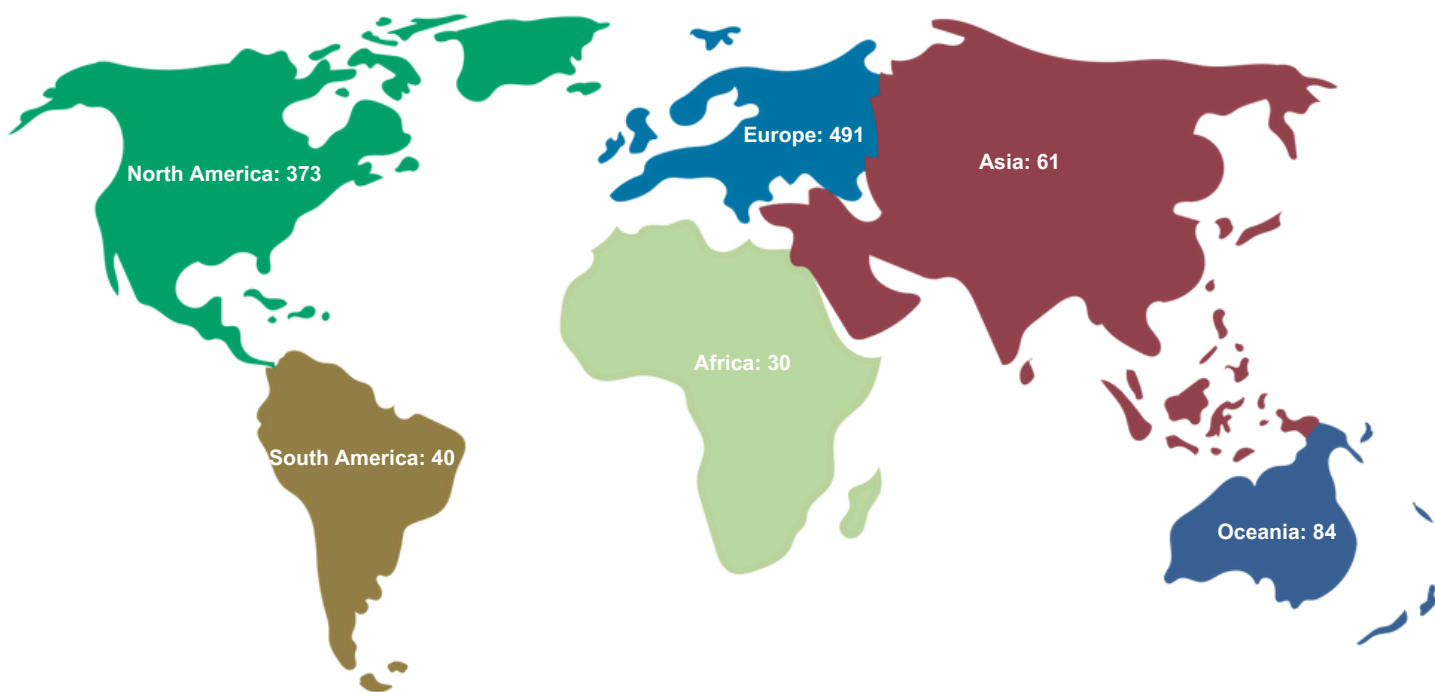 Europe: 491
Asia: 61
North America: 373
Africa: 30
South America: 40
Oceania: 84